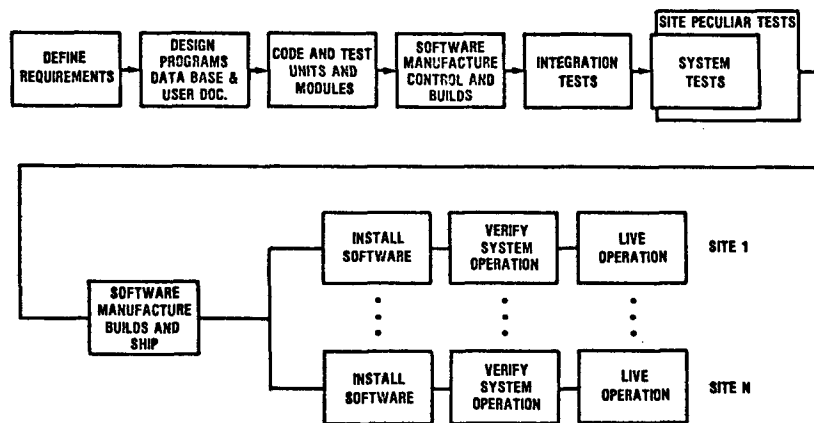 DEFINE
REQUIREMENTS
DESIGN
PROGRAMS
DATA BASE &
USER DOC.
CODE AND TEST
UNITS AND
MODULES
SOFTWARE
MANUFACTURE
CONTROL AND
BUILDS
INTEGRATION
TESTS
SITE PECULIAR TESTS
SYSTEM
TESTS
SOFTWARE
MANUFACTURE
BUILDS AND
SHIP
INSTALL
SOFTWARE
VERIFY
SYSTEM
OPERATION
LIVE
OPERATION
SITE 1
INSTALL
SOFTWARE
VERIFY
SYSTEM
OPERATION
LIVE
OPERATION
SITE N